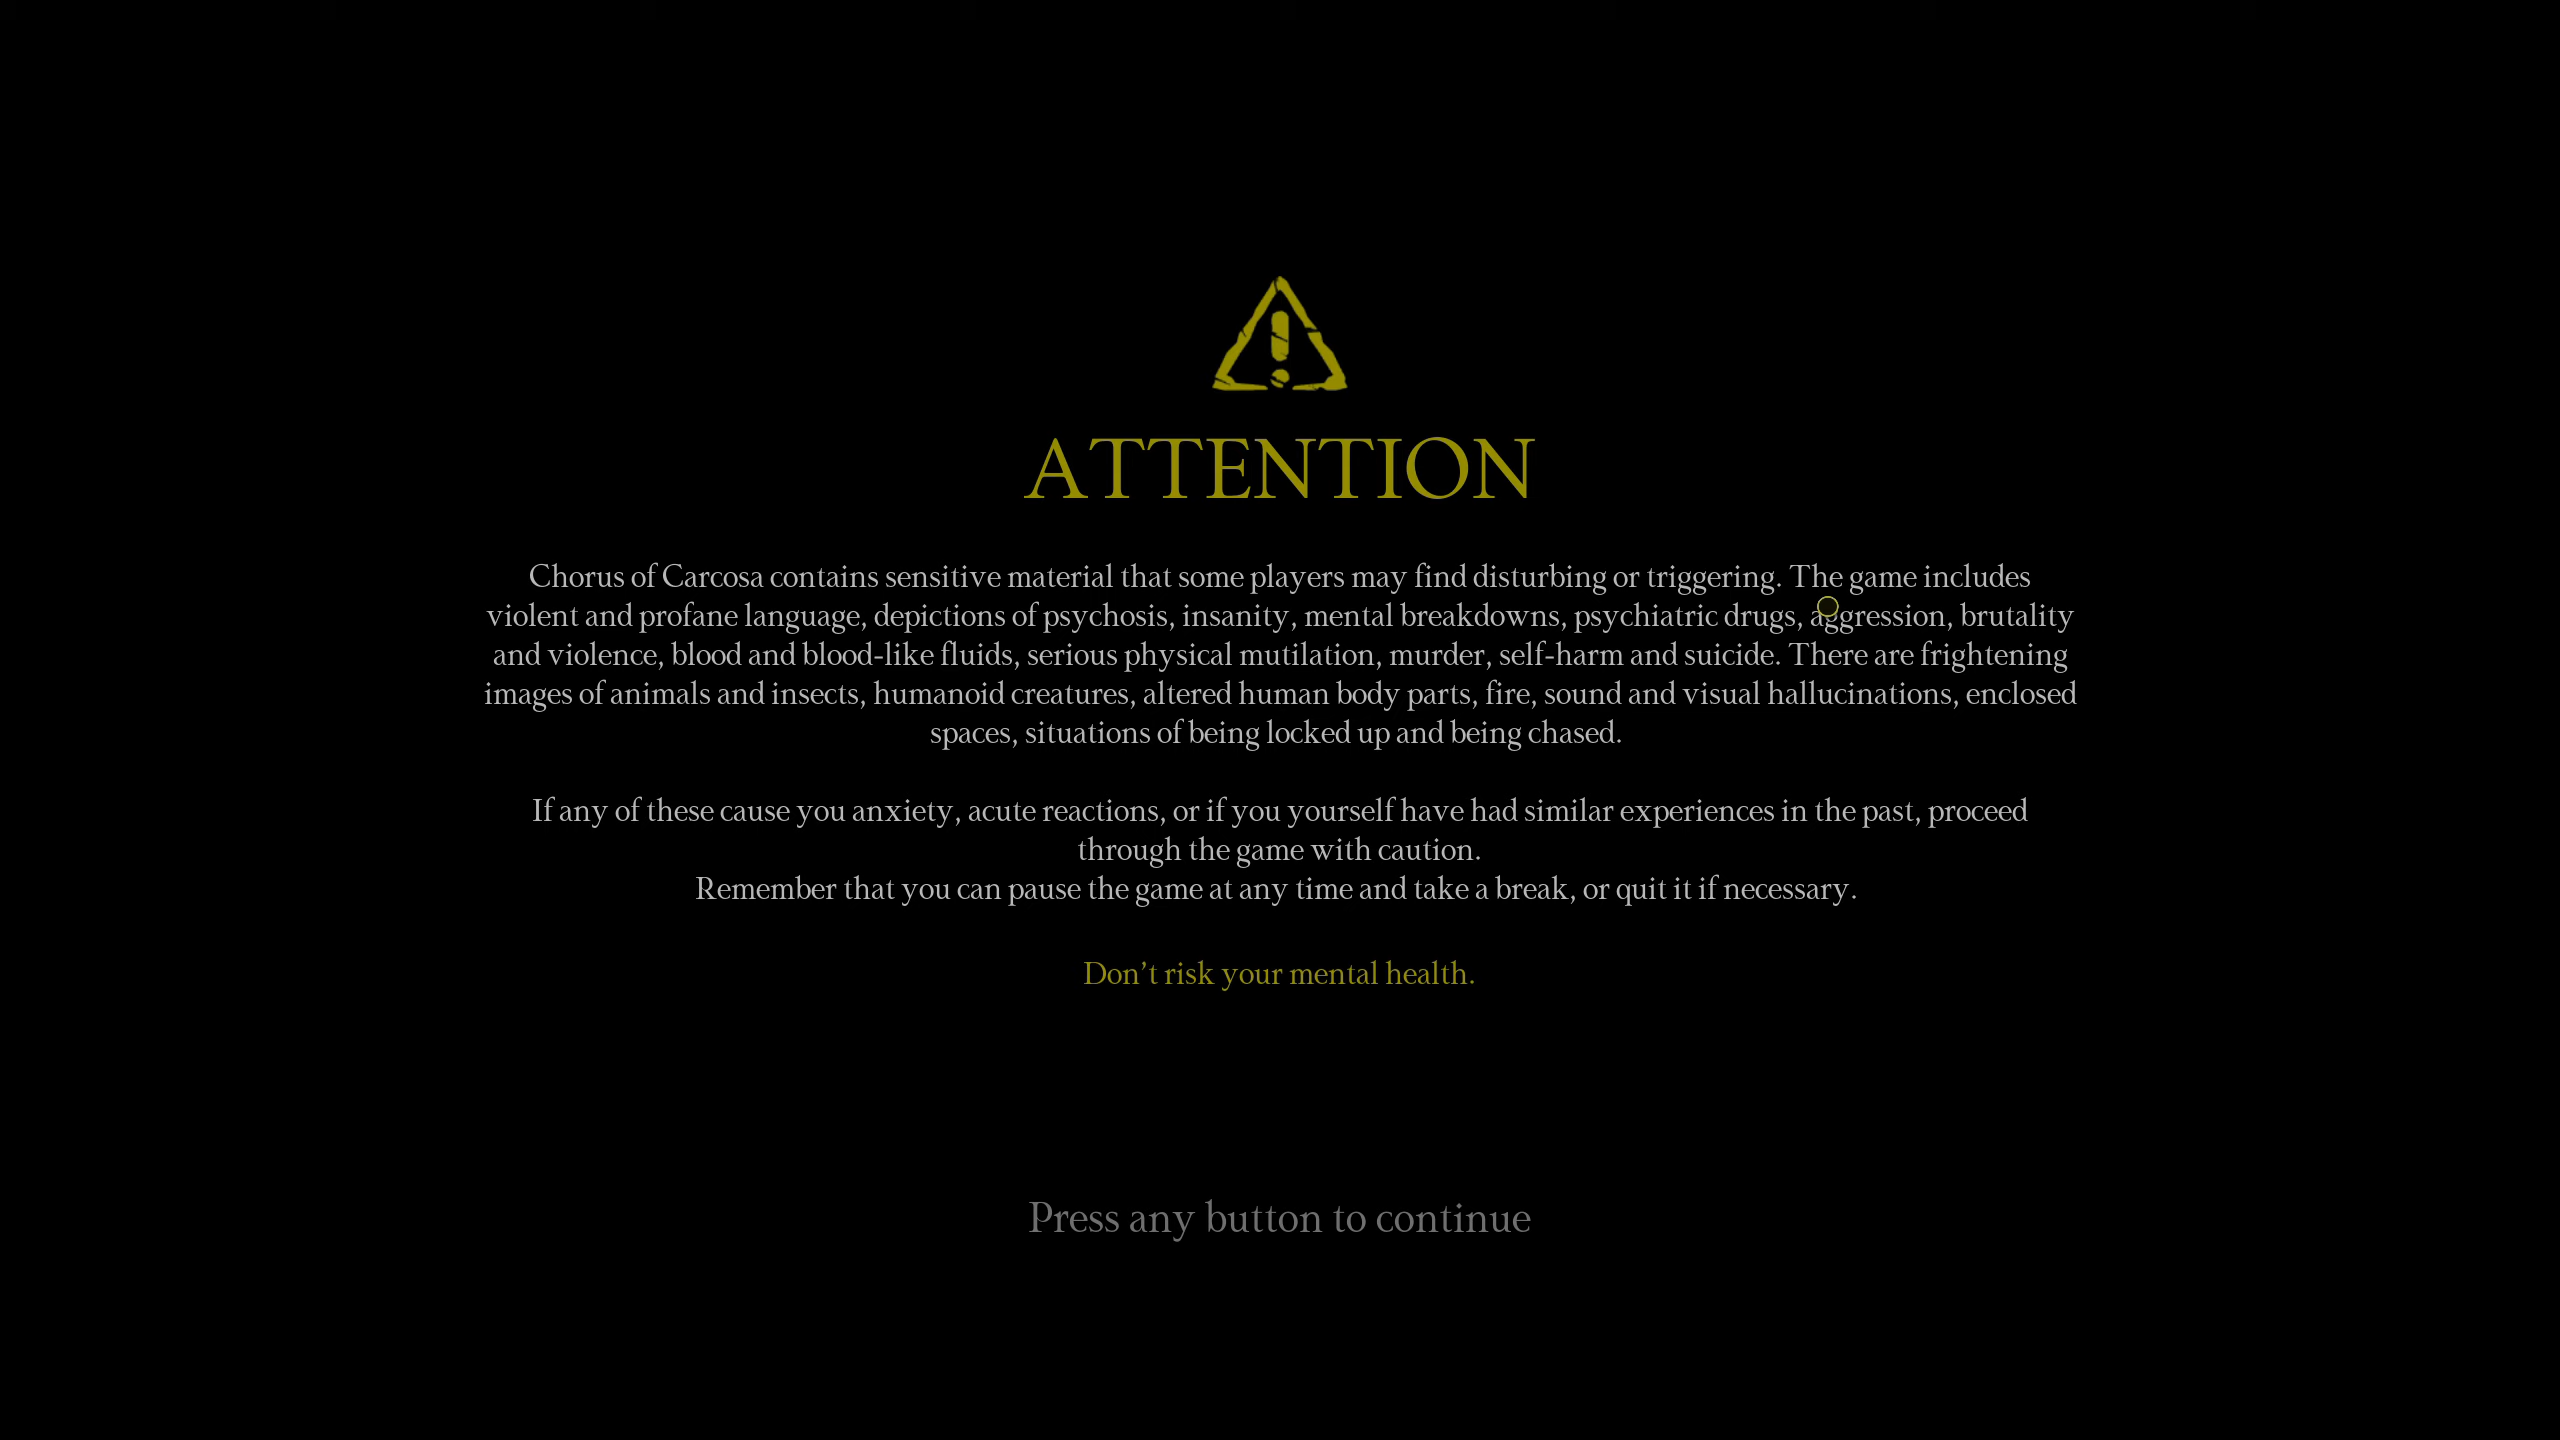 ATTENTION
Chorus of Carcosa contains sensitive material that some players may find disturbing or triggering. The game includes
violent and profane language, depictions of psychosis, insanity, mental breakdowns, psychiatric drugs, aggression, brutality
and violence, blood and blood-like fluids, serious physical mutilation, murder, self-harm and suicide. There are frightening
images of animals and insects, humanoid creatures, altered human body parts, fire, sound and visual hallucinations, enclosed
spaces, situations of being locked up and being chased.
If any of these cause you anxiety, acute reactions, or if you yourself have had similar experiences in the past, proceed
through the game with caution.
Remember that you can pause the game at any time and take a break, or quit it if necessary.
Don't risk your mental health.
Press any button to continue